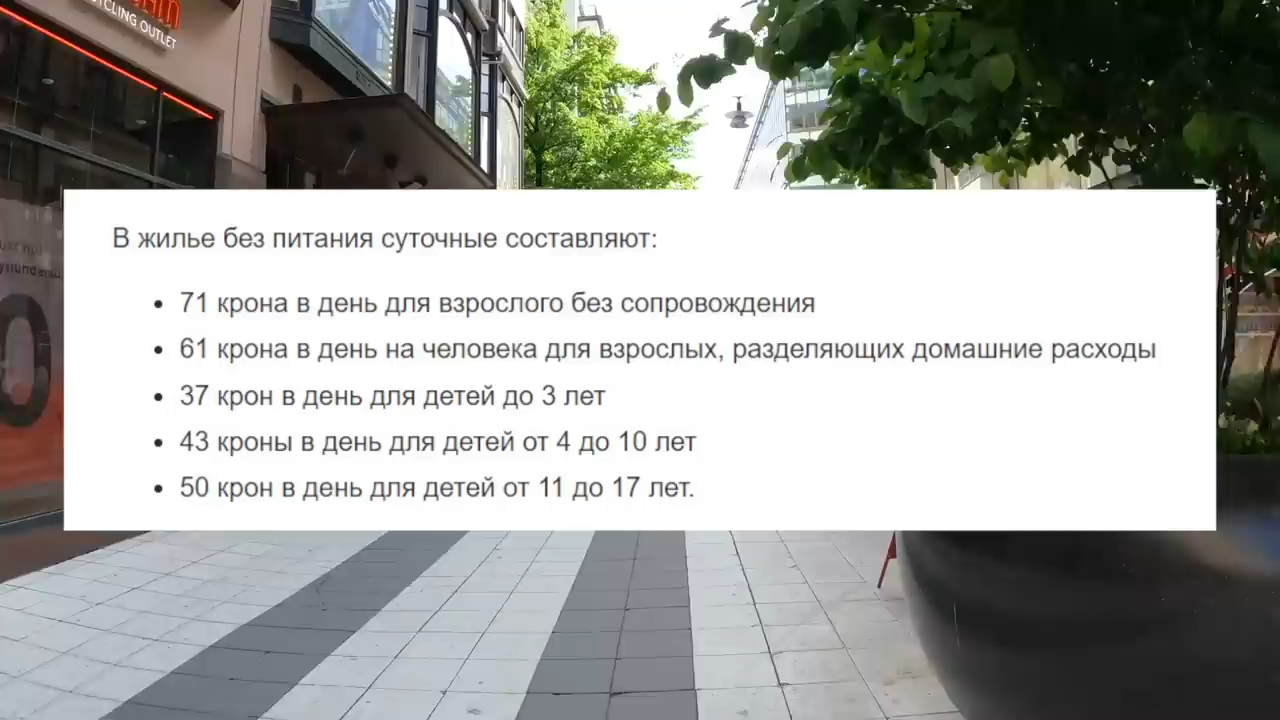 CYCLING OUTLET
В жилье без питания суточные составляют:
• 71 крона в день для взрослого без сопровождения
• 61 крона в день на человека для взрослых, разделяющих домашние расходы
• 37 крон в день для детей до 3 лет
• 43 кроны в день для детей от 4 до 10 лет
• 50 крон в день для детей от 11 до 17 лет.